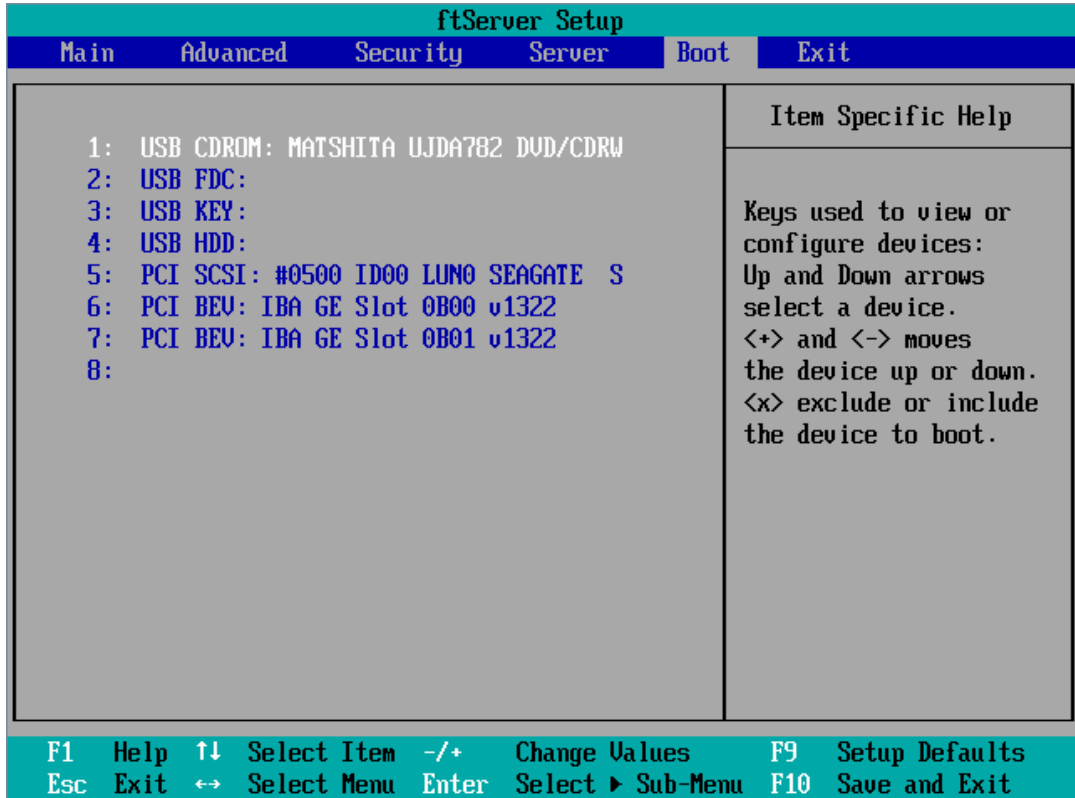 ftServer Setup
Main Advanced Security Server Boot Exit
1: USB CDROM: MATSHITA UJDA782 DVD/CDRW
2: USB FDC:
3: USB KEY:
4: USB HDD:
5: PCI SCSI: #0500 ID00 LUN0 SEAGATE S
6: PCI BEV: IBA GE Slot 0B00 v1322
7: PCI BEV: IBA GE Slot 0B01 v1322
8:
Item Specific Help
Keys used to view or
configure devices:
Up and Down arrows
select a device.
<+> and <-> moves
the device up or down.
<x> exclude or include
the device to boot.
F1 Help ↑↓ Select Item -/+ Change Values F9 Setup Defaults
Esc Exit ↔ Select Menu Enter Select ▶ Sub-Menu F10 Save and Exit